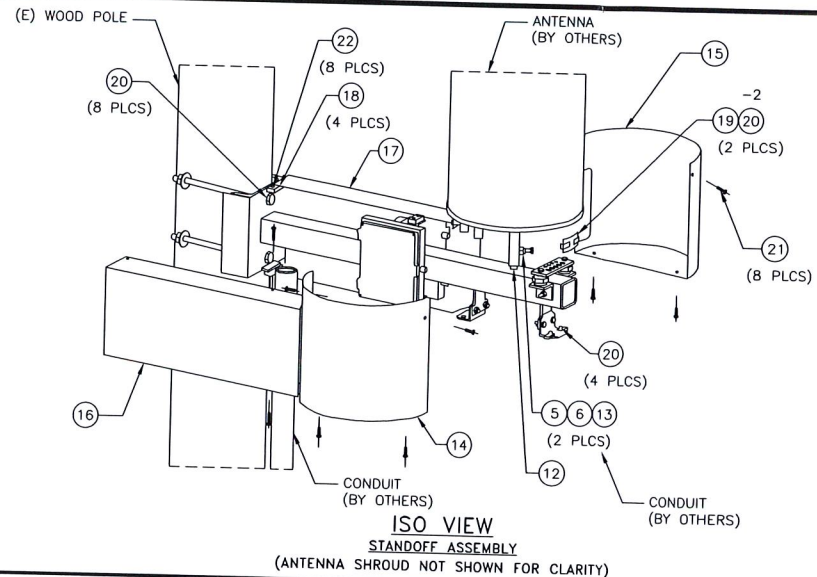 (E) WOOD POLE
20
(8 PLCS)
22
(8 PLCS)
18
(4 PLCS)
17
ANTENNA
(BY OTHERS)
15
-2
19 20
(2 PLCS)
21
(8 PLCS)
20
(4 PLCS)
5 6 13
(2 PLCS)
12
16
14
CONDUIT
(BY OTHERS)
CONDUIT
(BY OTHERS)
ISO VIEW
STANDOFF ASSEMBLY
(ANTENNA SHROUD NOT SHOWN FOR CLARITY)